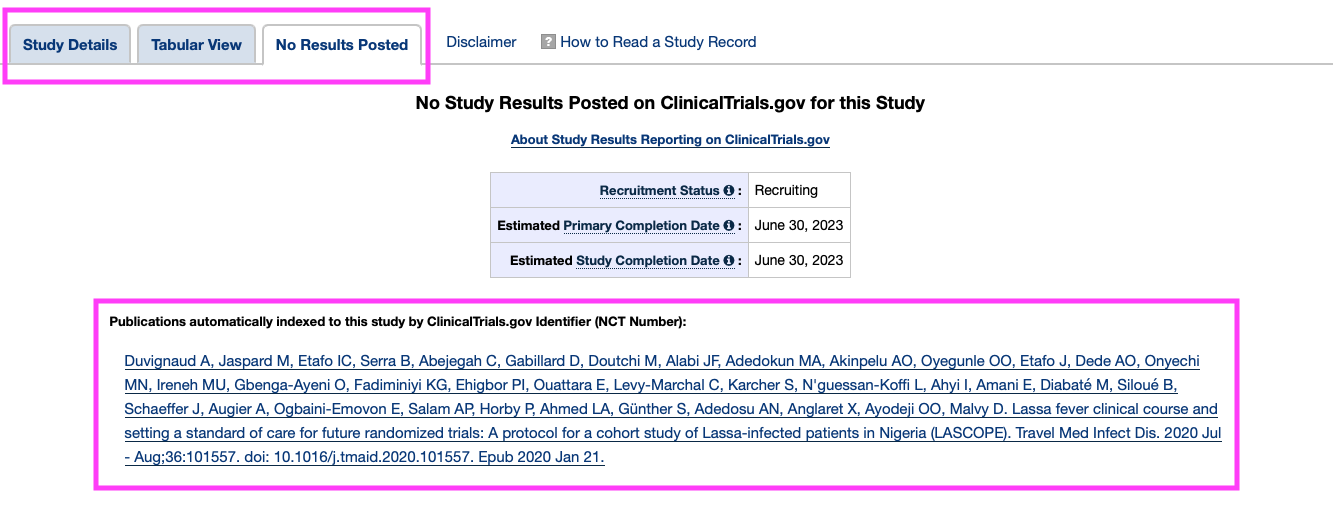 Study Details Tabular View No Results Posted Disclaimer ? How to Read a Study Record
No Study Results Posted on ClinicalTrials.gov for this Study
About Study Results Reporting on ClinicalTrials.gov
Recruitment Status i : Recruiting
Estimated Primary Completion Date i : June 30, 2023
Estimated Study Completion Date i : June 30, 2023
Publications automatically indexed to this study by ClinicalTrials.gov Identifier (NCT Number):
Duvignaud A, Jaspard M, Etafo IC, Serra B, Abejegah C, Gabillard D, Doutchi M, Alabi JF, Adedokun MA, Akinpelu AO, Oyegunle OO, Etafo J, Dede AO, Onyechi
MN, Ireneh MU, Gbenga-Ayeni O, Fadiminiyi KG, Ehigbor PI, Ouattara E, Levy-Marchal C, Karcher S, N'guessan-Koffi L, Ahyi I, Amani E, Diabaté M, Siloué B,
Schaeffer J, Augier A, Ogbaini-Emovon E, Salam AP, Horby P, Ahmed LA, Günther S, Adedosu AN, Anglaret X, Ayodeji OO, Malvy D. Lassa fever clinical course and
setting a standard of care for future randomized trials: A protocol for a cohort study of Lassa-infected patients in Nigeria (LASCOPE). Travel Med Infect Dis. 2020 Jul
- Aug;36:101557. doi: 10.1016/j.tmaid.2020.101557. Epub 2020 Jan 21.